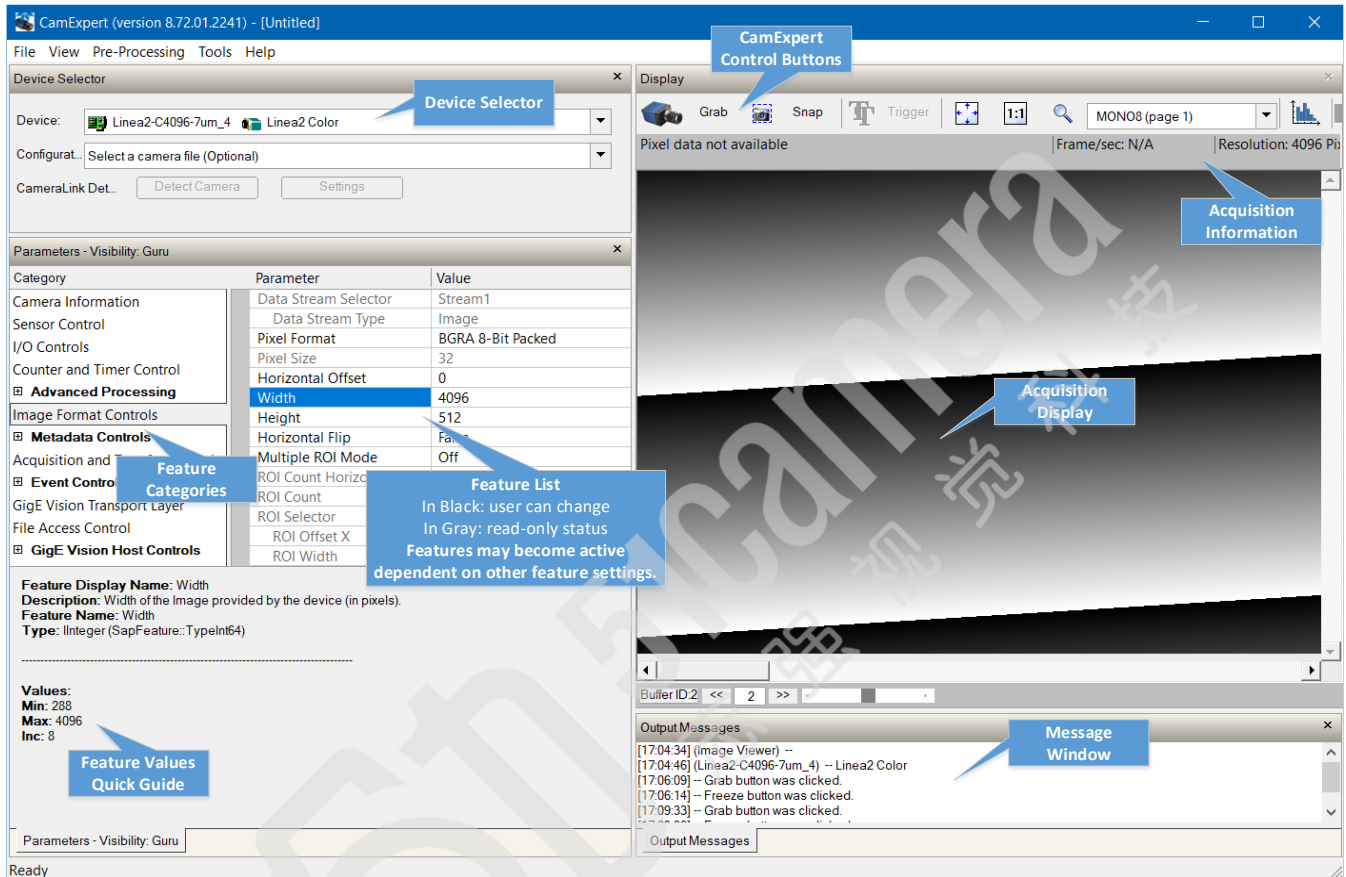 CamExpert (version 8.72.01.2241) - [Untitled]
File View Pre-Processing Tools Help
CamExpert
Control Buttons
Device Selector
Device: Linea2-C4096-7um_4 Linea2 Color
Device Selector
Configurat... Select a camera file (Optional)
CameraLink Det... Detect Camera Settings
Display
Grab Snap Trigger 1:1 MONO8 (page 1)
Pixel data not available Frame/sec: N/A Resolution: 4096 Pix
Acquisition
Information
Parameters - Visibility: Guru
Category Parameter Value
Camera Information
Sensor Control
I/O Controls
Counter and Timer Control
Advanced Processing
Image Format Controls
Metadata Controls
Acquisition and
Event Contro
GigE Vision Transport Layer
File Access Control
GigE Vision Host Controls
Feature
Categories
Data Stream Selector Stream1
Data Stream Type Image
Pixel Format BGRA 8-Bit Packed
Pixel Size 32
Horizontal Offset 0
Width 4096
Height 512
Horizontal Flip
Multiple ROI Mode Off
ROI Count Horizo
ROI Count
ROI Selector
ROI Offset X
ROI Width
Feature List
In Black: user can change
In Gray: read-only status
Features may become active
dependent on other feature settings.
Acquisition
Display
Feature Display Name: Width
Description: Width of the Image provided by the device (in pixels).
Feature Name: Width
Type: IInteger (SapFeature::TypeInt64)
Values:
Min: 288
Max: 4096
Inc: 8
Feature Values
Quick Guide
Parameters - Visibility: Guru
Buffer ID:2 << 2 >>
Output Messages
[17:04:34] (Image Viewer) --
[17:04:46] (Linea2-C4096-7um_4) -- Linea2 Color
[17:06:09] -- Grab button was clicked.
[17:06:14] -- Freeze button was clicked.
[17:09:33] -- Grab button was clicked.
Message
Window
Output Messages
Ready
51camera
视觉科技